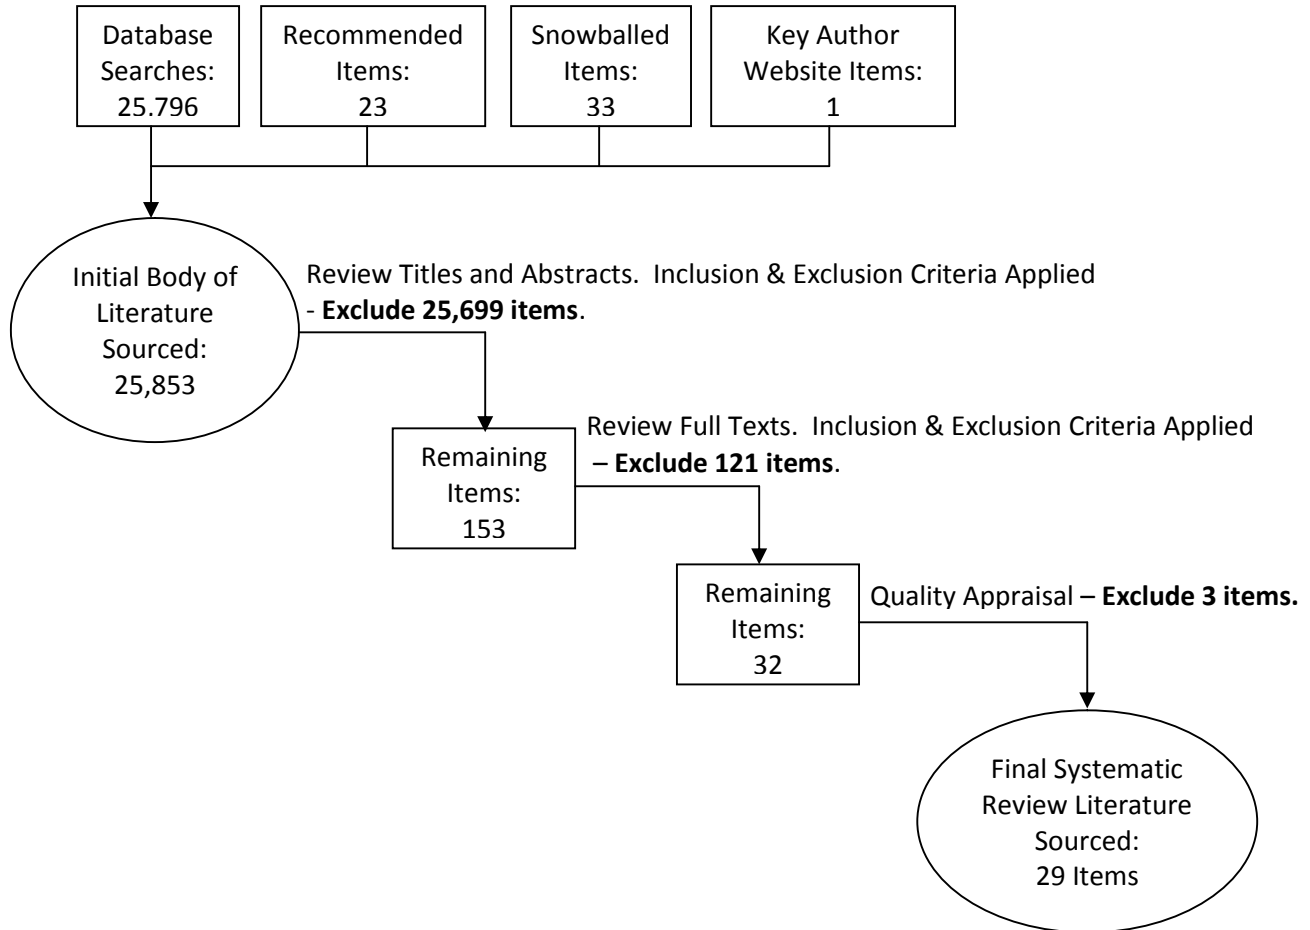 Database
Searches:
25.796
Recommended
Items:
23
Snowballed
Items:
33
Key Author
Website Items:
1
Initial Body of
Literature
Sourced:
25,853
Review Titles and Abstracts.  Inclusion & Exclusion Criteria Applied
- Exclude 25,699 items.
Remaining
Items:
153
Review Full Texts.  Inclusion & Exclusion Criteria Applied
– Exclude 121 items.
Remaining
Items:
32
Quality Appraisal – Exclude 3 items.
Final Systematic
Review Literature
Sourced:
29 Items